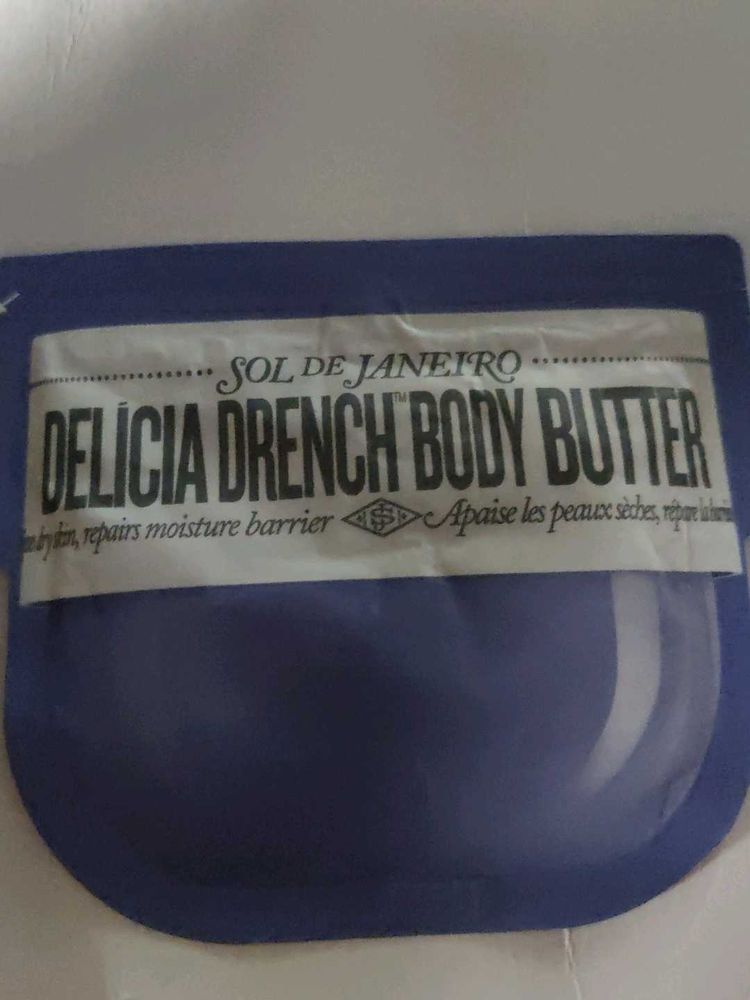 SOL DE JANEIRO
DELÍCIA DRENCH™ BODY BUTTER
dry skin, repairs moisture barrier Apaise les peaux sèches, répare la